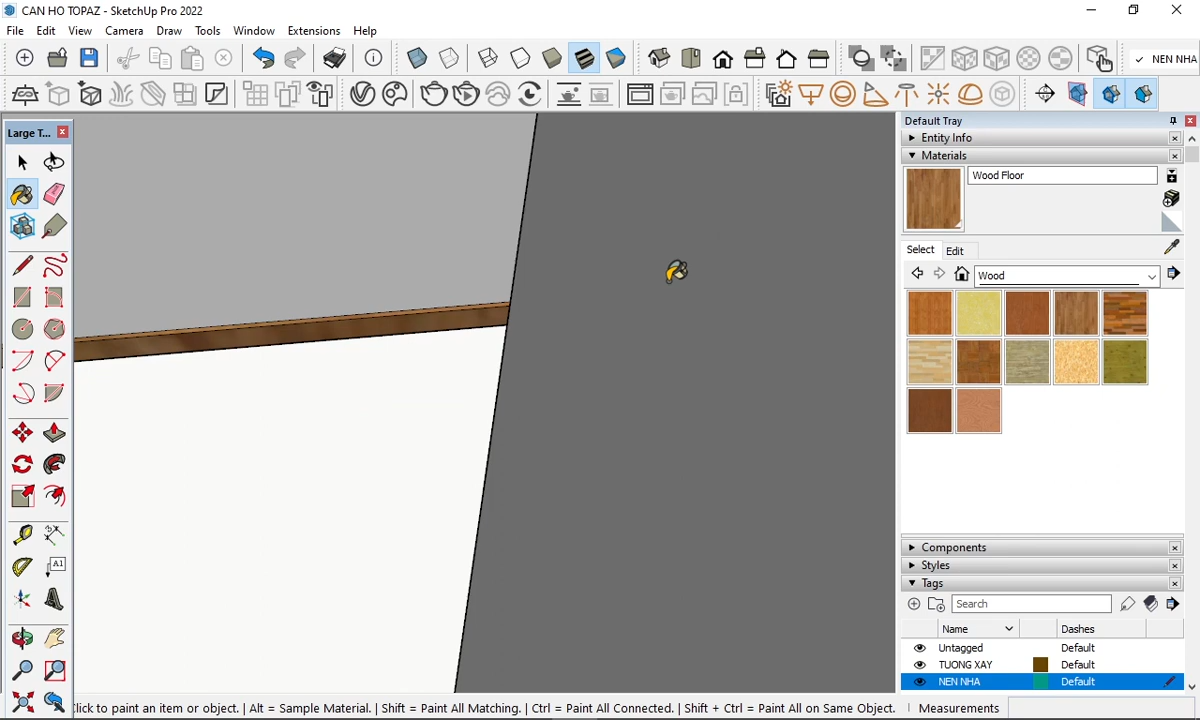 CAN HO TOPAZ - SketchUp Pro 2022
File Edit View Camera Draw Tools Window Extensions Help
NEN NHA
Large T...
Default Tray
Entity Info
Materials
Wood Floor
Select Edit
Wood
A1
Components
Styles
Tags
Search
Name Dashes
Untagged Default
TUONG XAY Default
NEN NHA Default
lick to paint an item or object. | Alt = Sample Material. | Shift = Paint All Matching. | Ctrl = Paint All Connected. | Shift + Ctrl = Paint All on Same Object. | Measurements